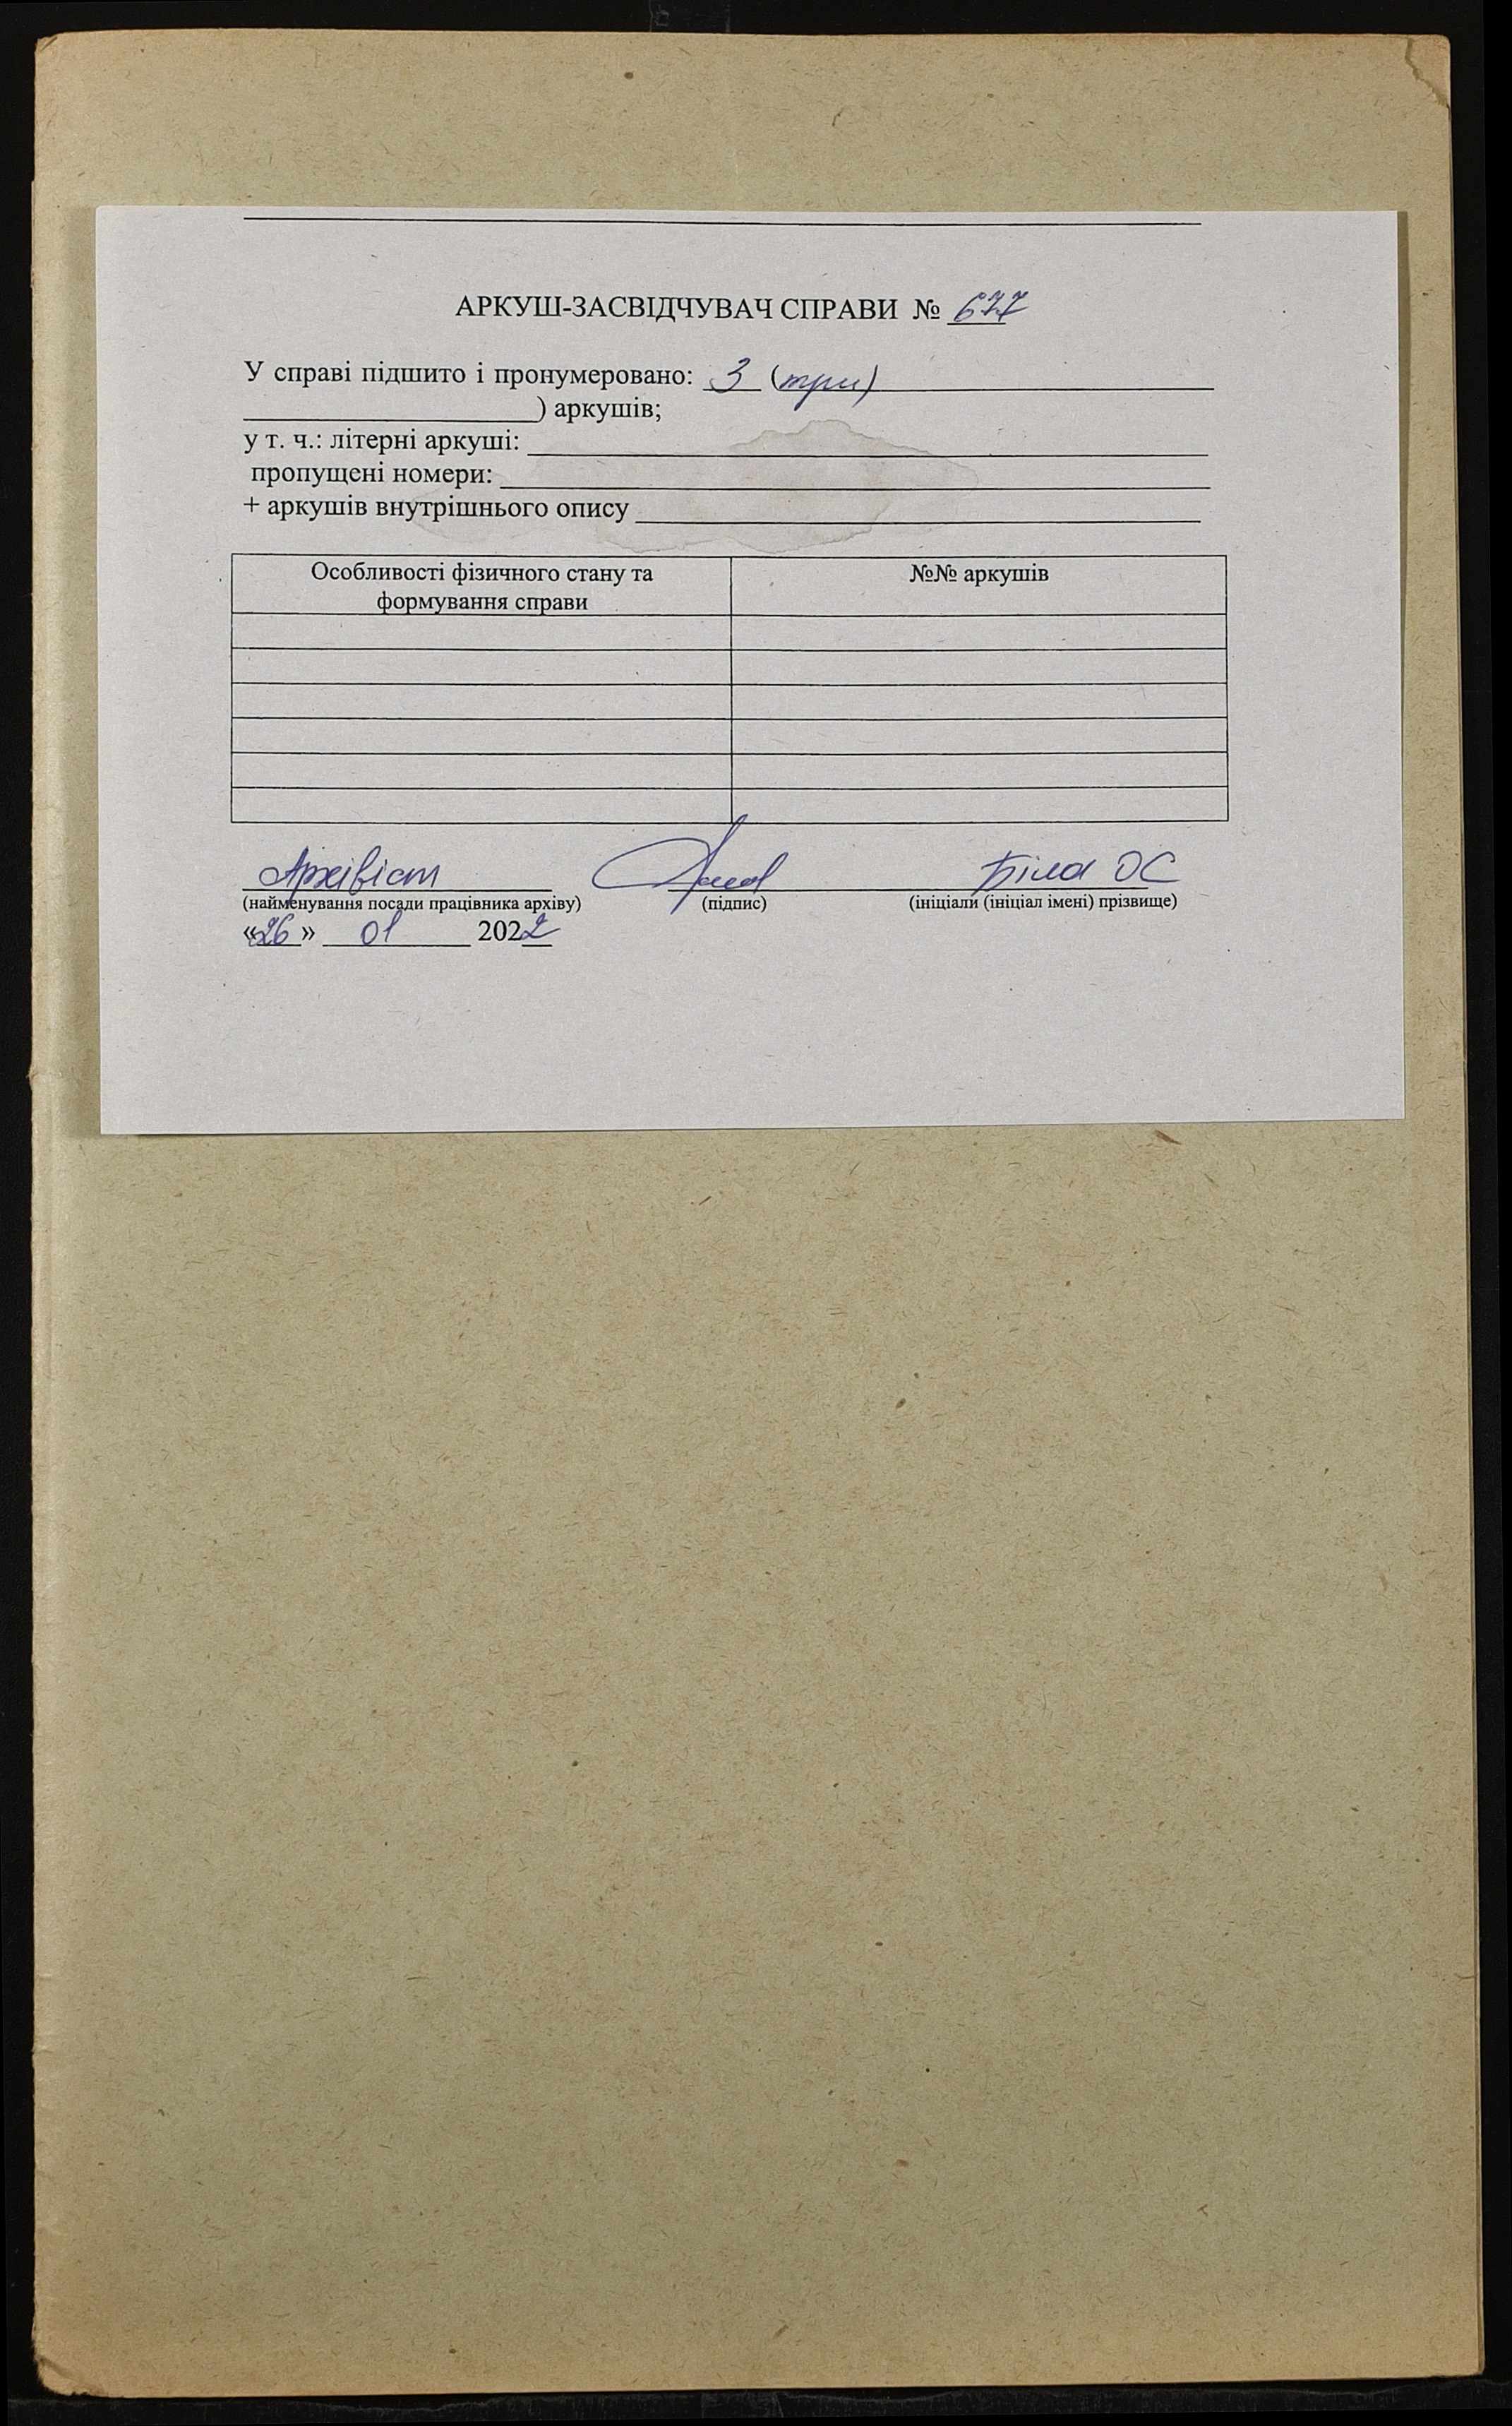 АРКУШ-ЗАСВІДЧУВАЧ СПРАВИ № 677
У справі підшито і пронумеровано: 3 (три)
) аркушів;
у т. ч.: літерні аркуші:
пропущені номери:
+ аркушів внутрішнього опису
Особливості фізичного стану та формування справи
№№ аркушів
Архівіст Біла ОС
(найменування посади працівника архіву) (підпис) (ініціали (ініціал імені) прізвище)
«26» 01 2022